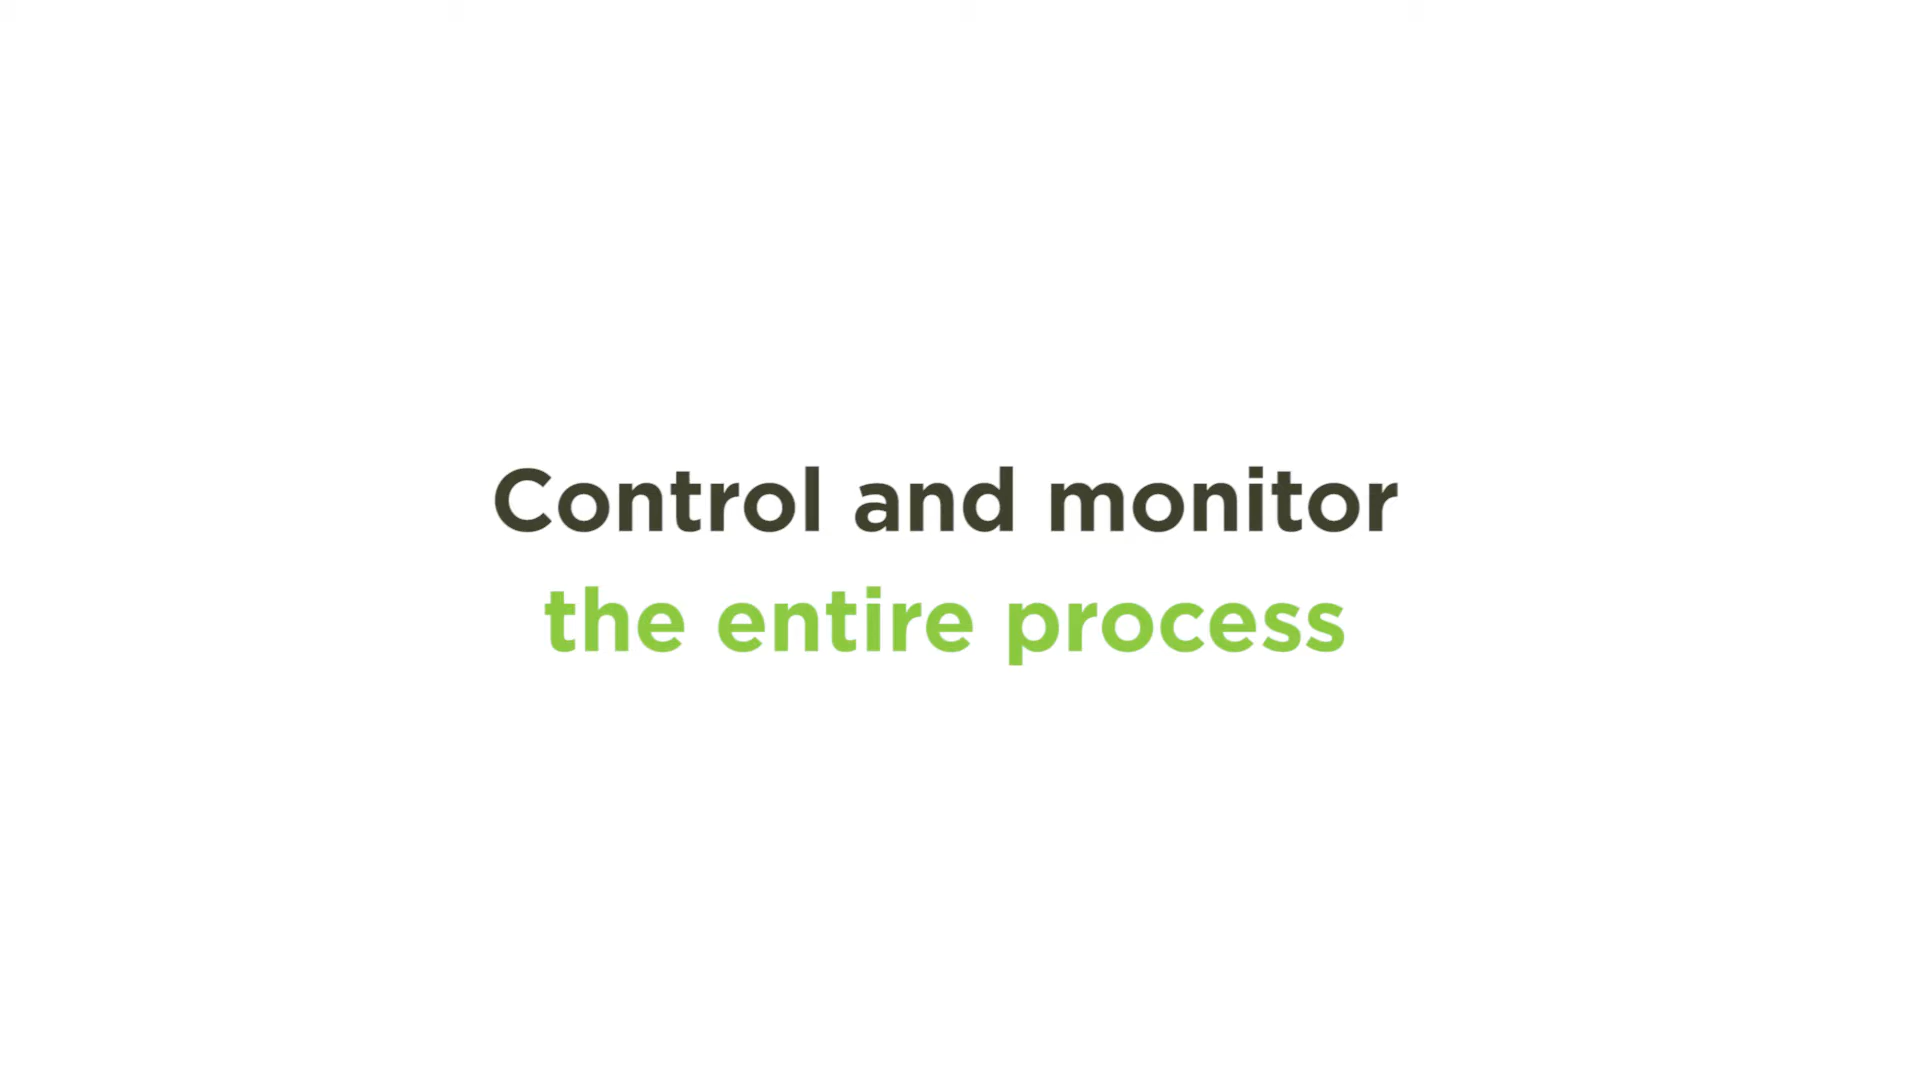 Control and monitor
the entire process